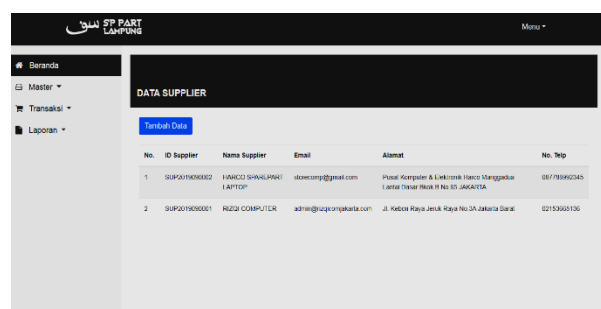 SP PART
LAMPUNG
Menu
Beranda
Master
Transaksi
Laporan
DATA SUPPLIER
Tambah Data
No. ID Supplier Nama Supplier Email Alamat No. Telp
1 SUP2019090002 HARCO SPAREPART LAPTOP storecomp@gmail.com Pusat Komputer & Elektronik Harco Manggadua
Lantai Dasar Blok B No.85 JAKARTA
2 SUP2019090001 RIZQI COMPUTER admin@rizqicomjakarta.com Jl. Kebon Raya Jeruk Raya No.3A Jakarta Barat 02153665136